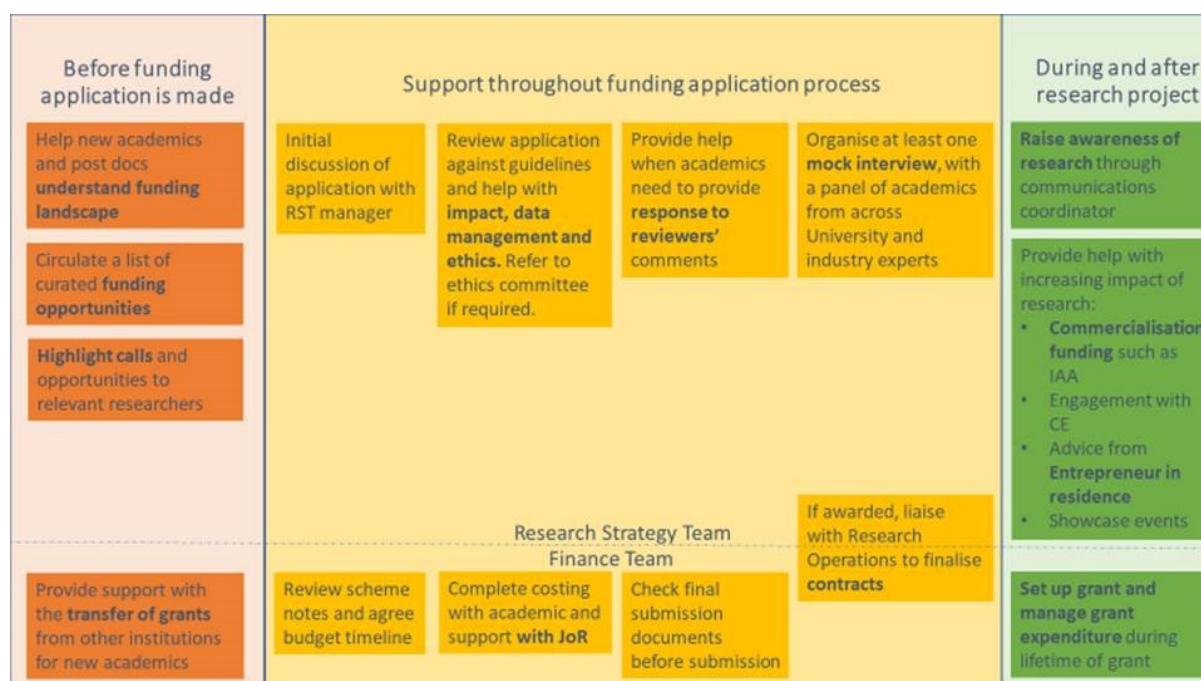 Before funding
application is made
Help new academics
and post docs
understand funding
landscape
Circulate a list of
curated funding
opportunities
Highlight calls and
opportunities to
relevant researchers
Provide support with
the transfer of grants
from other institutions
for new academics
Support throughout funding application process
Initial
discussion of
application with
RST manager
Review application
against guidelines
and help with
impact, data
management and
ethics. Refer to
ethics committee
if required.
Provide help
when academics
need to provide
response to
reviewers’
comments
Organise at least one
mock interview, with
a panel of academics
from across
University and
industry experts
Research Strategy Team
Finance Team
Review scheme
notes and agree
budget timeline
Complete costing
with academic and
support with JoR
Check final
submission
documents
before submission
If awarded, liaise
with Research
Operations to finalise
contracts
During and after
research project
Raise awareness of
research through
communications
coordinator
Provide help with
increasing impact of
research:
• Commercialisation
funding such as
IAA
• Engagement with
CE
• Advice from
Entrepreneur in
residence
• Showcase events
Set up grant and
manage grant
expenditure during
lifetime of grant